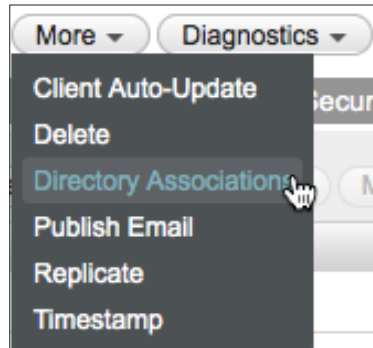 More Diagnostics
Client Auto-Update
Delete
Directory Associations
Publish Email
Replicate
Timestamp